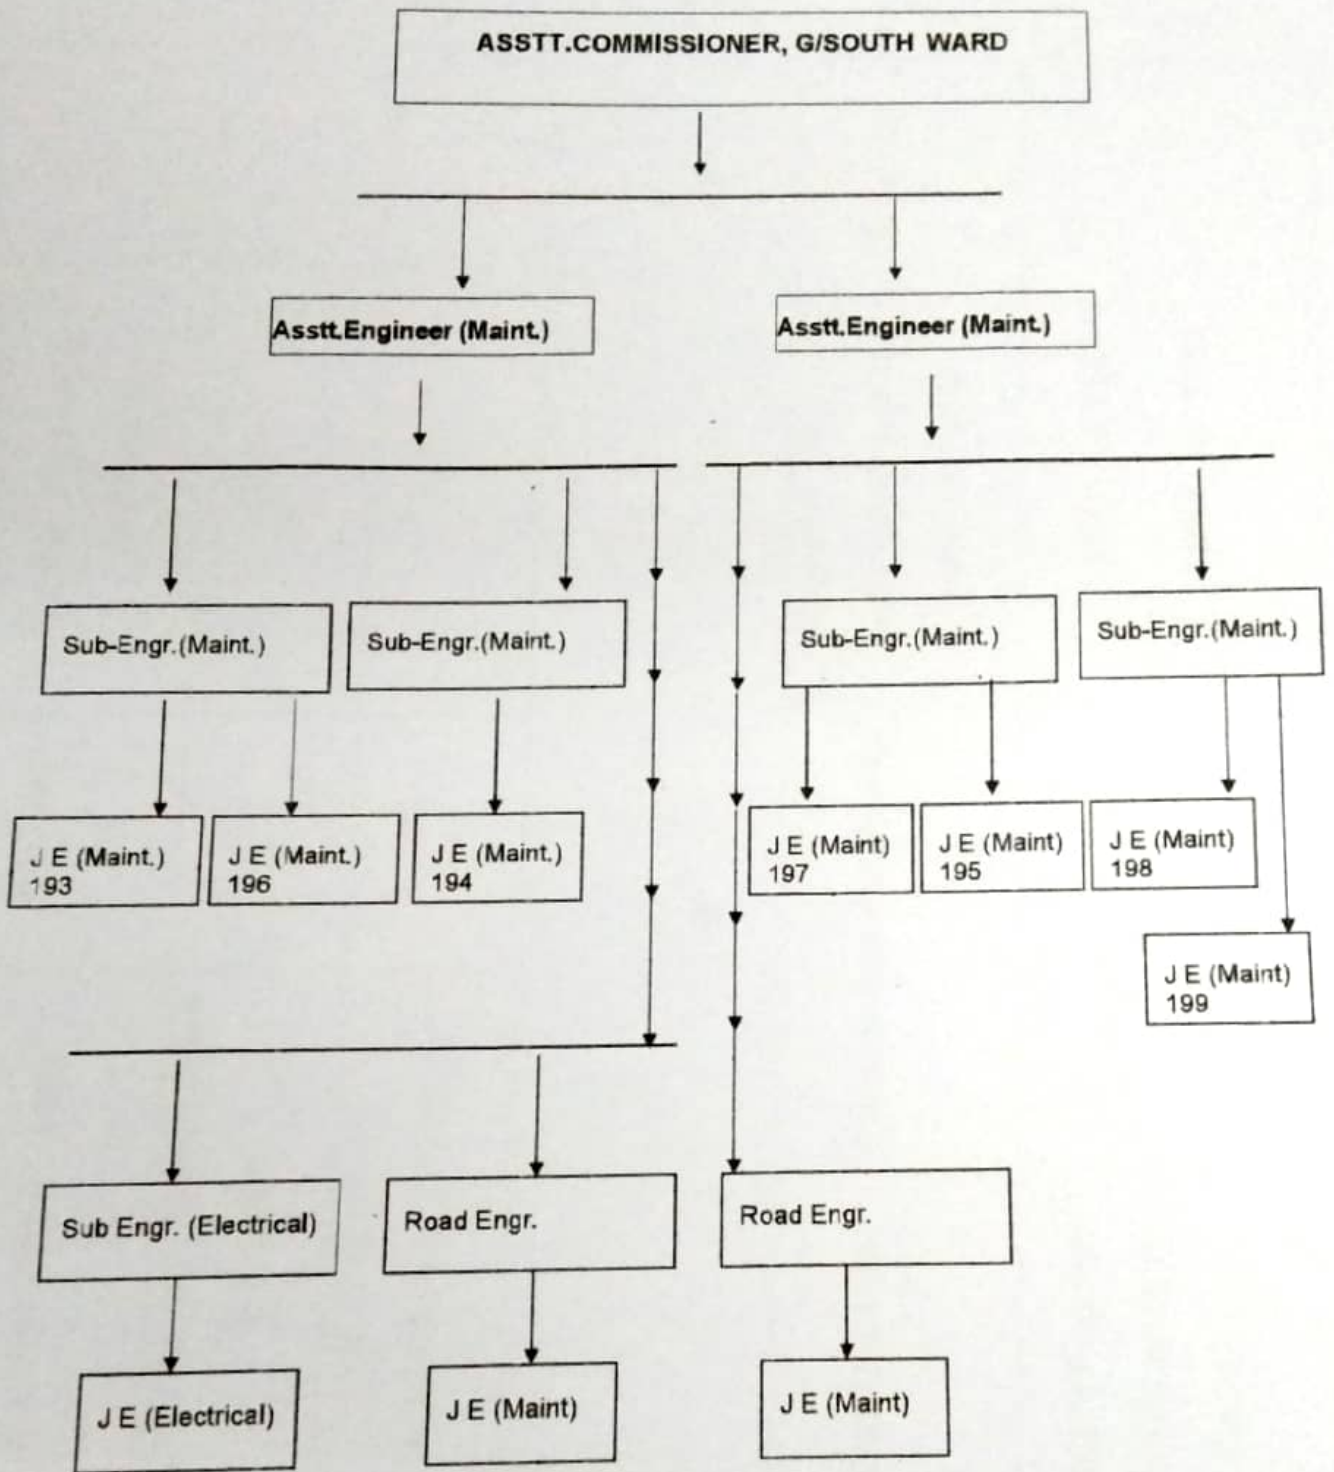 ASSTT.COMMISSIONER, G/SOUTH WARD
Asstt.Engineer (Maint.)
Asstt.Engineer (Maint.)
Sub-Engr.(Maint.)
Sub-Engr.(Maint.)
Sub-Engr.(Maint.)
Sub-Engr.(Maint.)
J E (Maint.)
193
J E (Maint.)
196
J E (Maint.)
194
J E (Maint)
197
J E (Maint)
195
J E (Maint)
198
J E (Maint)
199
Sub Engr. (Electrical)
Road Engr.
Road Engr.
J E (Electrical)
J E (Maint)
J E (Maint)